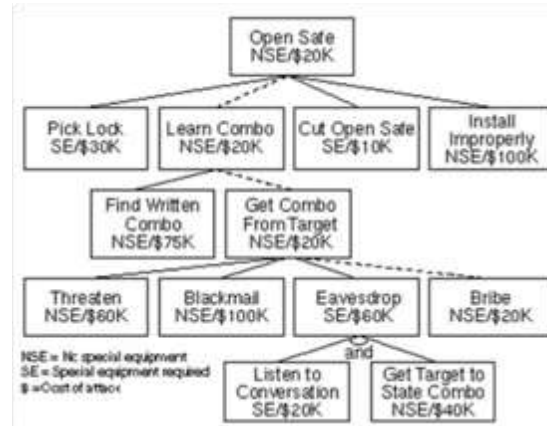 Open Safe
NSE/$20K
Pick Lock
SE/$30K
Learn Combo
NSE/$20K
Cut Open Safe
SE/$10K
Install
Improperly
NSE/$100K
Find Written
Combo
NSE/$75K
Get Combo
From Target
NSE/$20K
Threaten
NSE/$60K
Blackmail
NSE/$100K
Eavesdrop
SE/$60K
Bribe
NSE/$20K
NSE = No special equipment
SE = Special equipment required
$ = Cost of attack
and
Listen to
Conversation
SE/$20K
Get Target to
State Combo
NSE/$40K